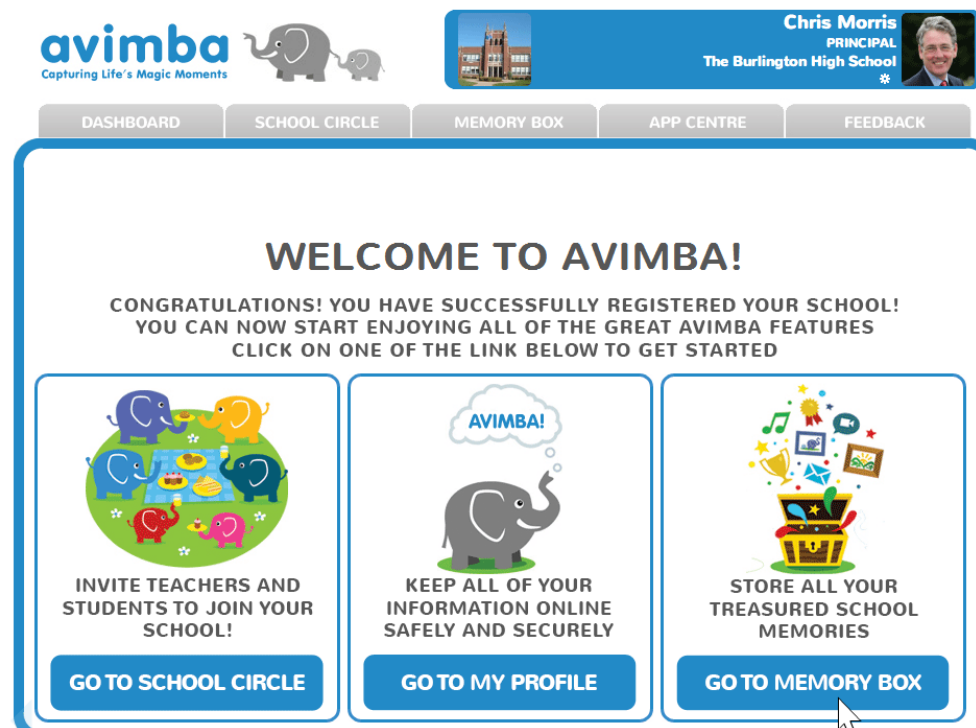 avimba
Capturing Life's Magic Moments
Chris Morris
PRINCIPAL
The Burlington High School
DASHBOARD
SCHOOL CIRCLE
MEMORY BOX
APP CENTRE
FEEDBACK
WELCOME TO AVIMBA!
CONGRATULATIONS! YOU HAVE SUCCESSFULLY REGISTERED YOUR SCHOOL!
YOU CAN NOW START ENJOYING ALL OF THE GREAT AVIMBA FEATURES
CLICK ON ONE OF THE LINK BELOW TO GET STARTED
INVITE TEACHERS AND
STUDENTS TO JOIN YOUR
SCHOOL!
GO TO SCHOOL CIRCLE
AVIMBA!
KEEP ALL OF YOUR
INFORMATION ONLINE
SAFELY AND SECURELY
GO TO MY PROFILE
STORE ALL YOUR
TREASURED SCHOOL
MEMORIES
GO TO MEMORY BOX